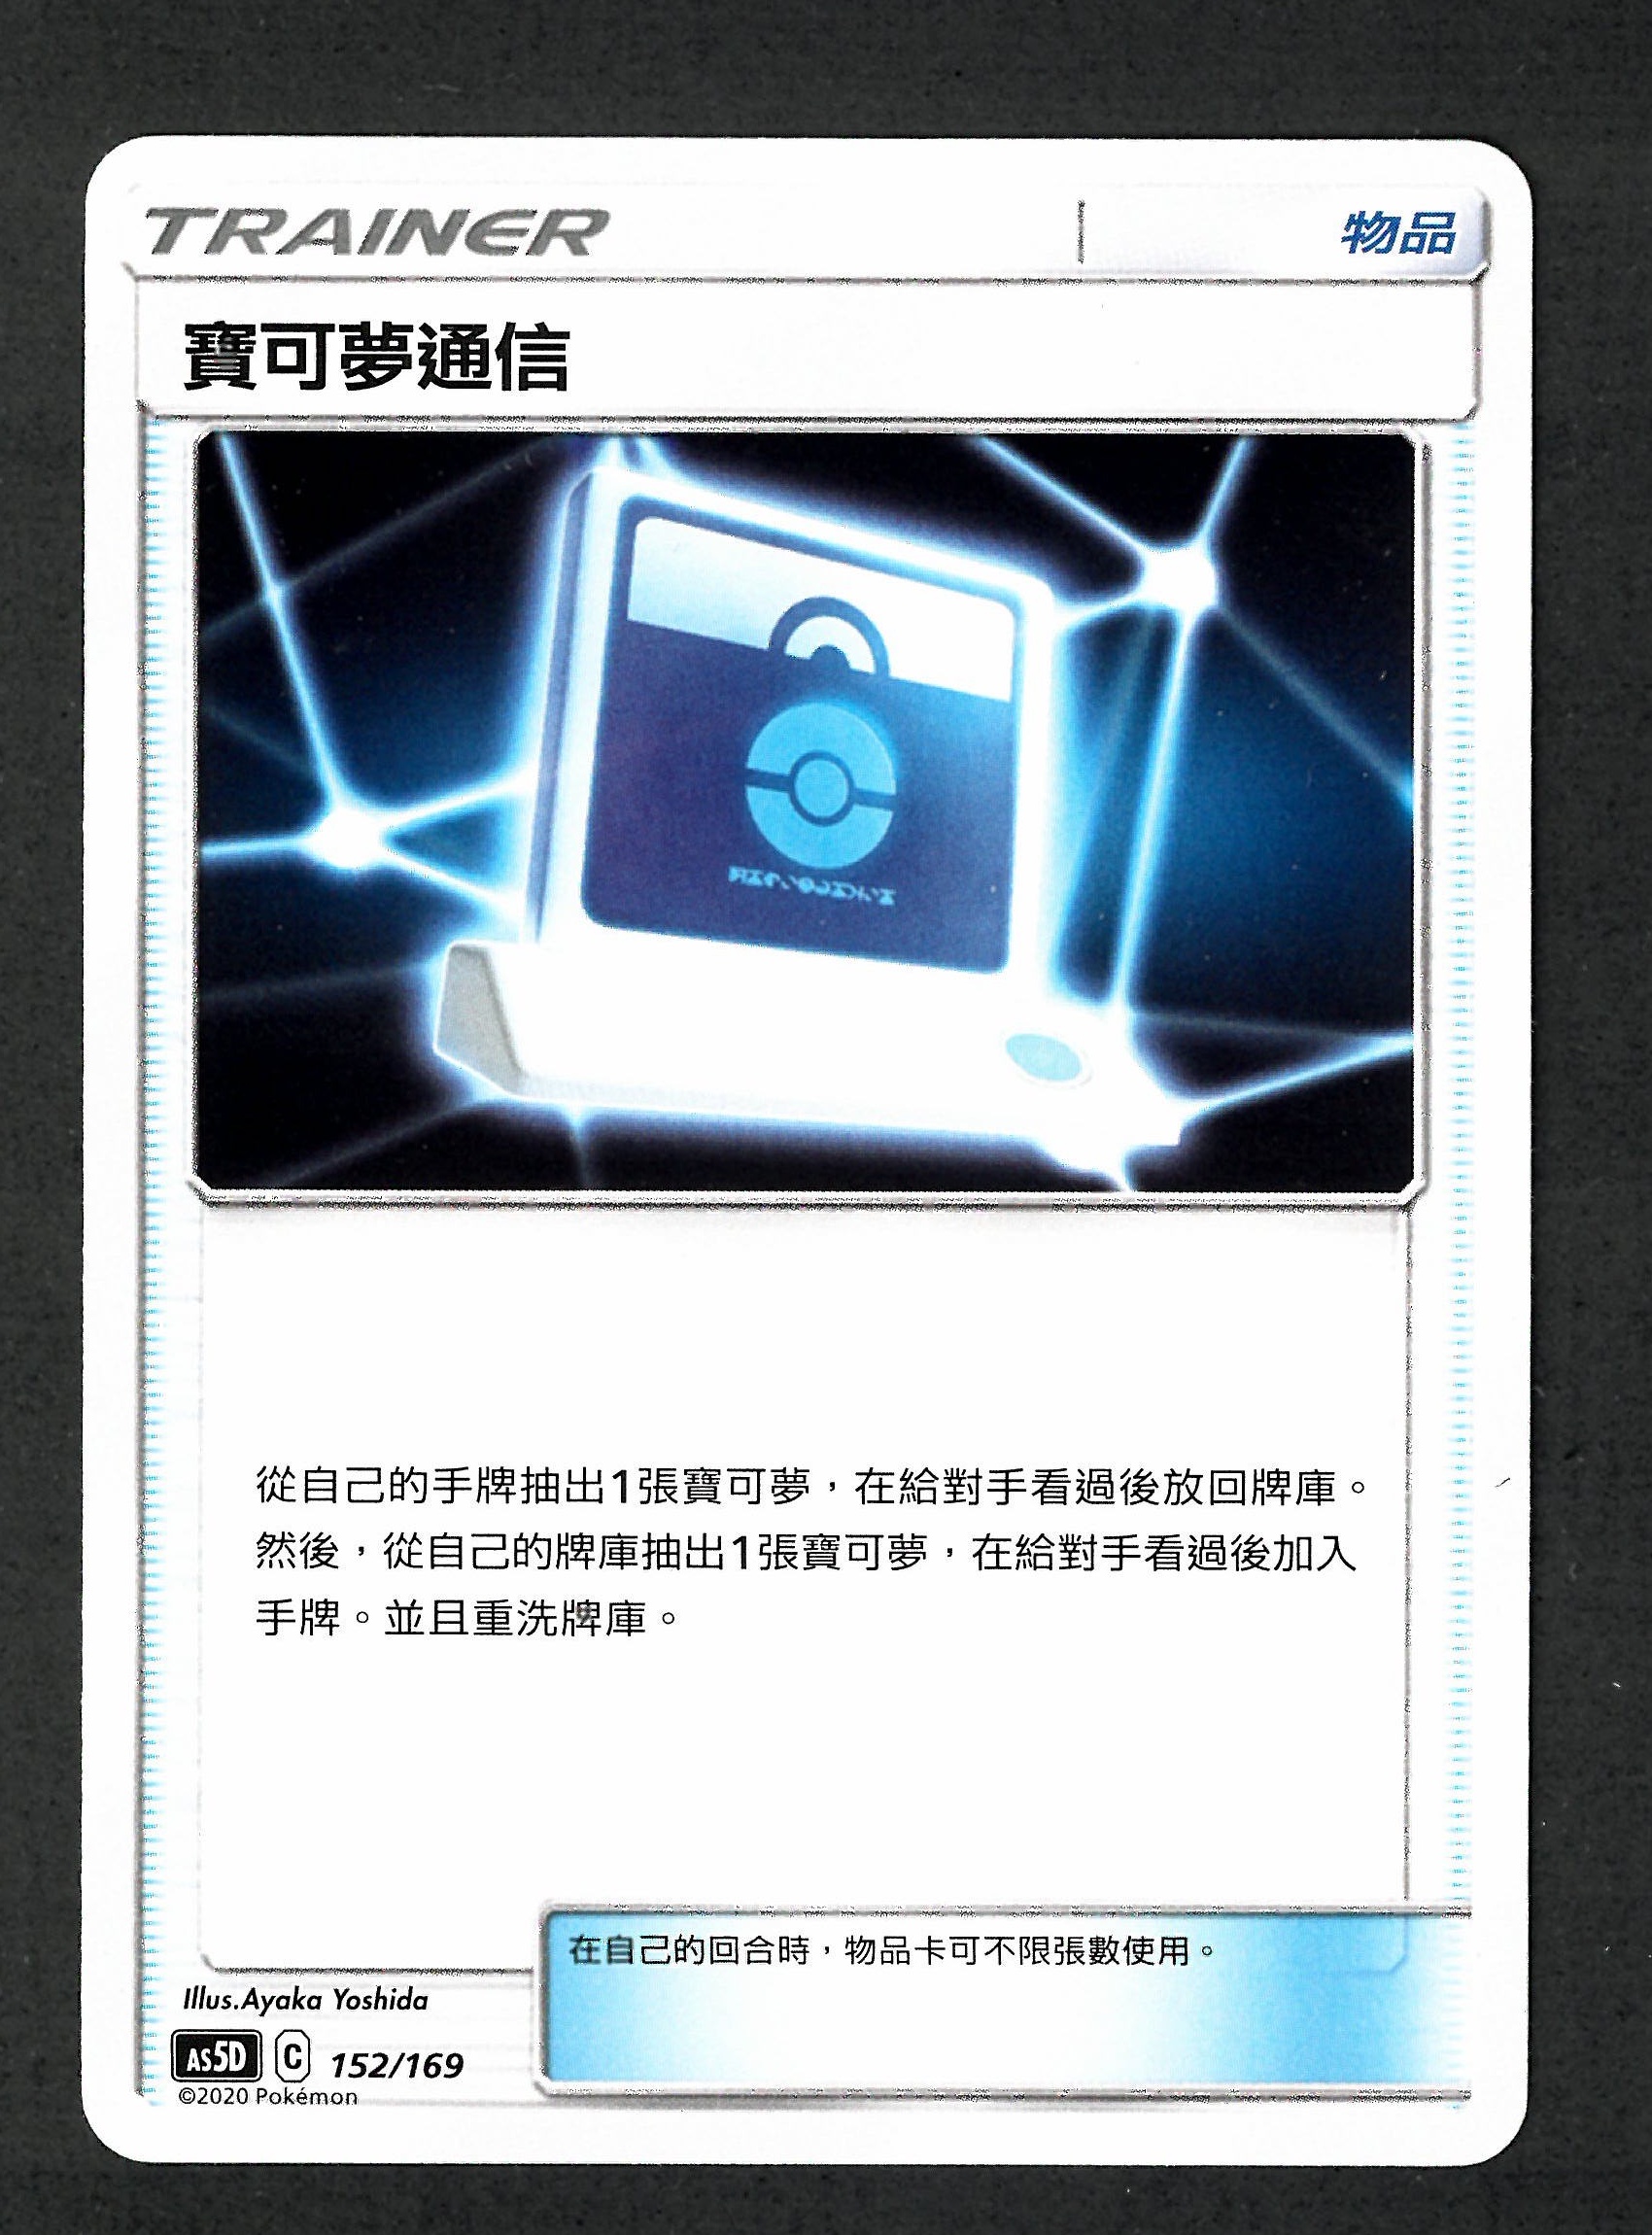 TRAINER
物品
寶可夢通信
從自己的手牌抽出1張寶可夢，在給對手看過後放回牌庫。
然後，從自己的牌庫抽出1張寶可夢，在給對手看過後加入
手牌。並且重洗牌庫。
在自己的回合時，物品卡可不限張數使用。
Illus.Ayaka Yoshida
AS5D C 152/169
©2020 Pokémon